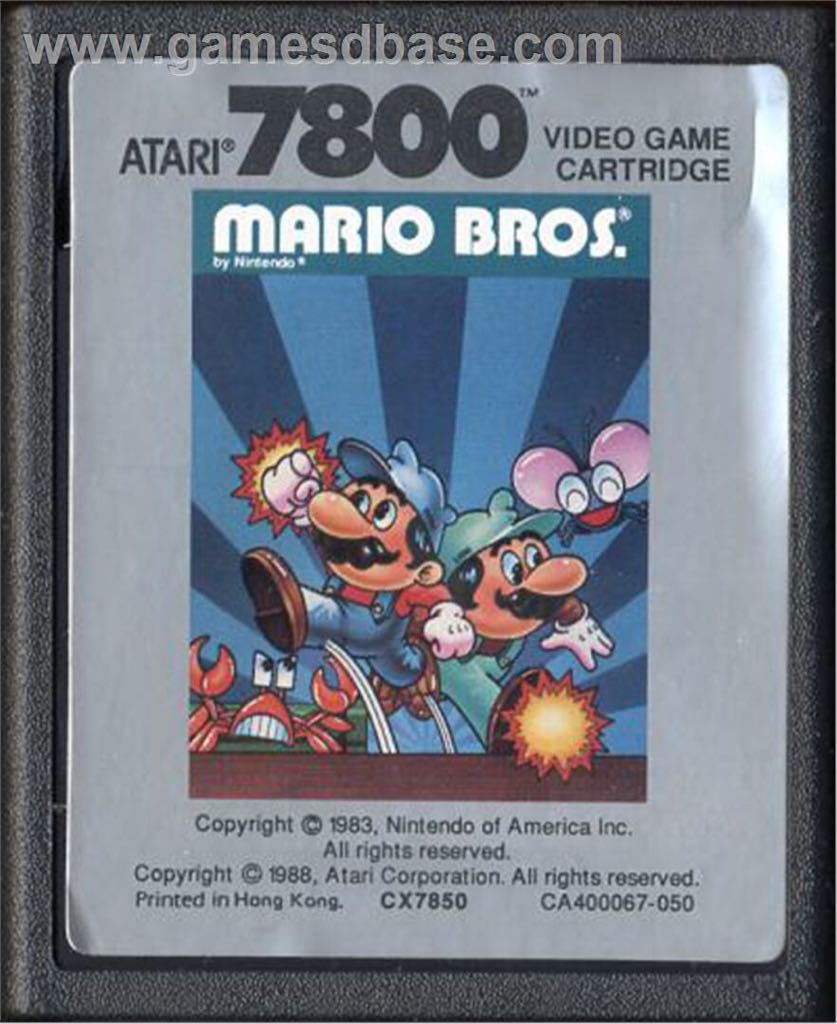 www.gamesdbase.com
ATARI® 7800™ VIDEO GAME
CARTRIDGE
MARIO BROS.®
by Nintendo®
Copyright © 1983, Nintendo of America Inc.
All rights reserved.
Copyright © 1988, Atari Corporation. All rights reserved.
Printed in Hong Kong. CX7850 CA400067-050